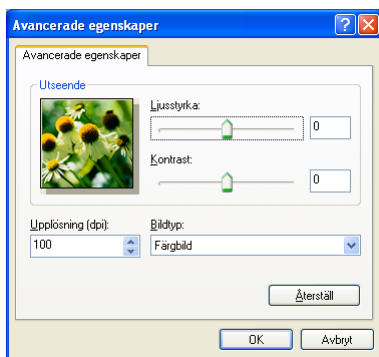 Avancerade egenskaper
Avancerade egenskaper
Utseende
Ljusstyrka:
0
Kontrast:
0
Upplösning (dpi):
100
Bildtyp:
Färgbild
Återställ
OK
Avbryt